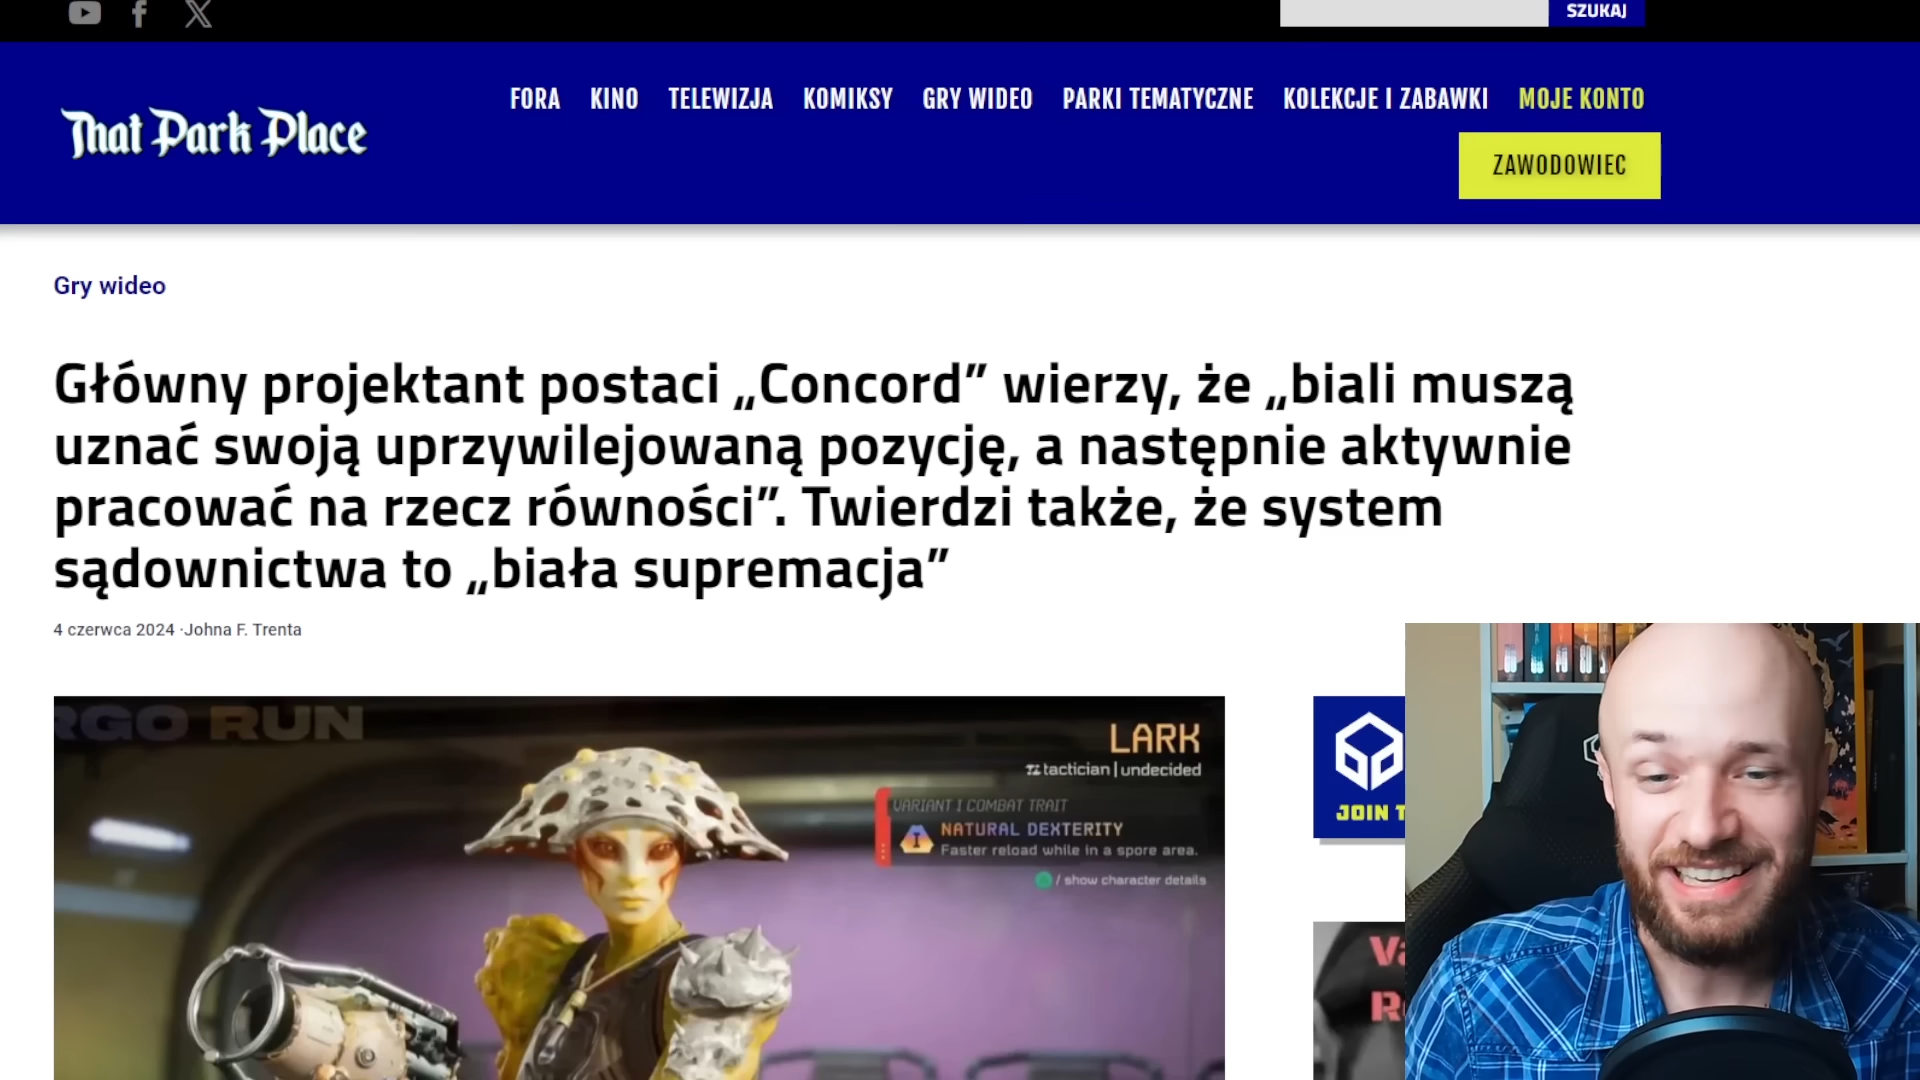 SZUKAJ
That Park Place
FORA KINO TELEWIZJA KOMIKSY GRY WIDEO PARKI TEMATYCZNE KOLEKCJE I ZABAWKI MOJE KONTO
ZAWODOWIEC
Gry wideo
Główny projektant postaci „Concord” wierzy, że „biali muszą
uznać swoją uprzywilejowaną pozycję, a następnie aktywnie
pracować na rzecz równości”. Twierdzi także, że system
sądownictwa to „biała supremacja”
4 czerwca 2024 ·Johna F. Trenta
RGO RUN
LARK
tactician | undecided
VARIANT I COMBAT TRAIT
NATURAL DEXTERITY
Faster reload while in a spore area.
/ show character details
JOIN T